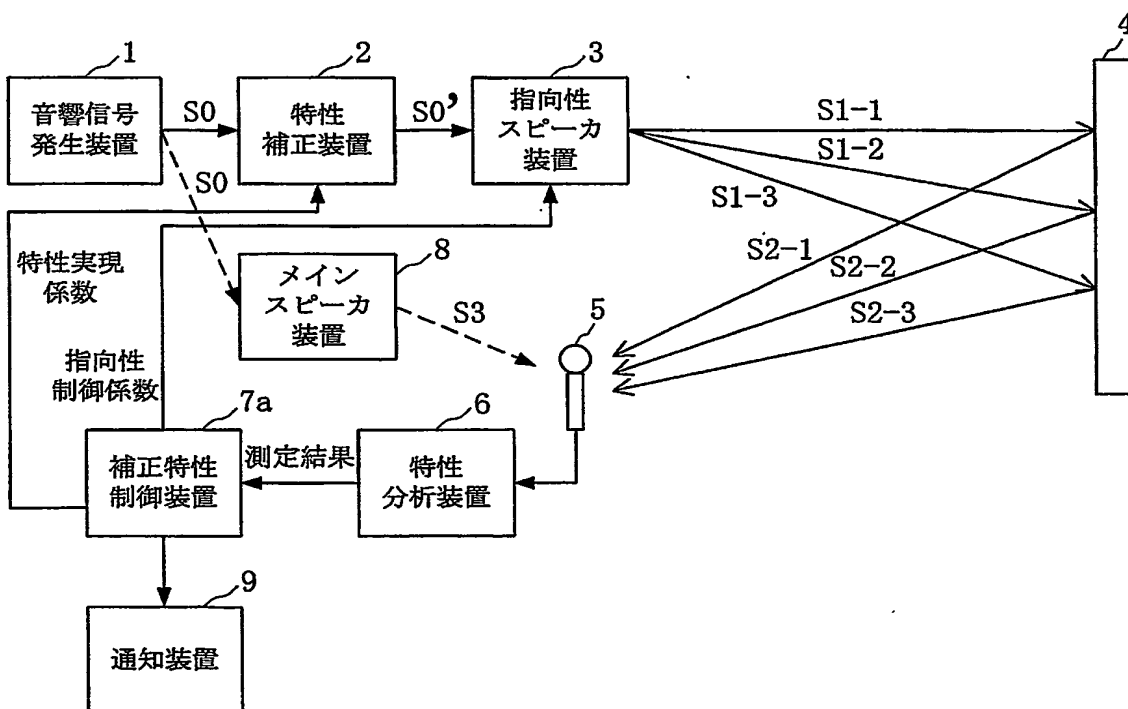 1
音響信号
発生装置
S0
2
特性
補正装置
S0'
3
指向性
スピーカ
装置
4
S1-1
S1-2
S1-3
S0
S2-1
S2-2
S2-3
特性実現
係数
8
メイン
スピーカ
装置
S3
5
指向性
制御係数
7a
補正特性
制御装置
測定結果
6
特性
分析装置
9
通知装置